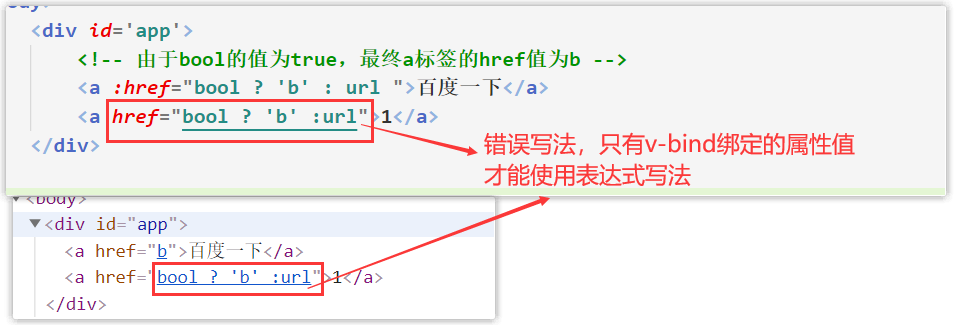 <div id='app'>
<!-- 由于bool的值为true，最终a标签的href值为b -->
<a :href="bool ? 'b' : url ">百度一下</a>
<a href="bool ? 'b' :url">1</a>
</div>
错误写法，只有v-bind绑定的属性值
才能使用表达式写法
<body>
<div id="app">
<a href="b">百度一下</a>
<a href="bool ? 'b' :url">1</a>
</div>